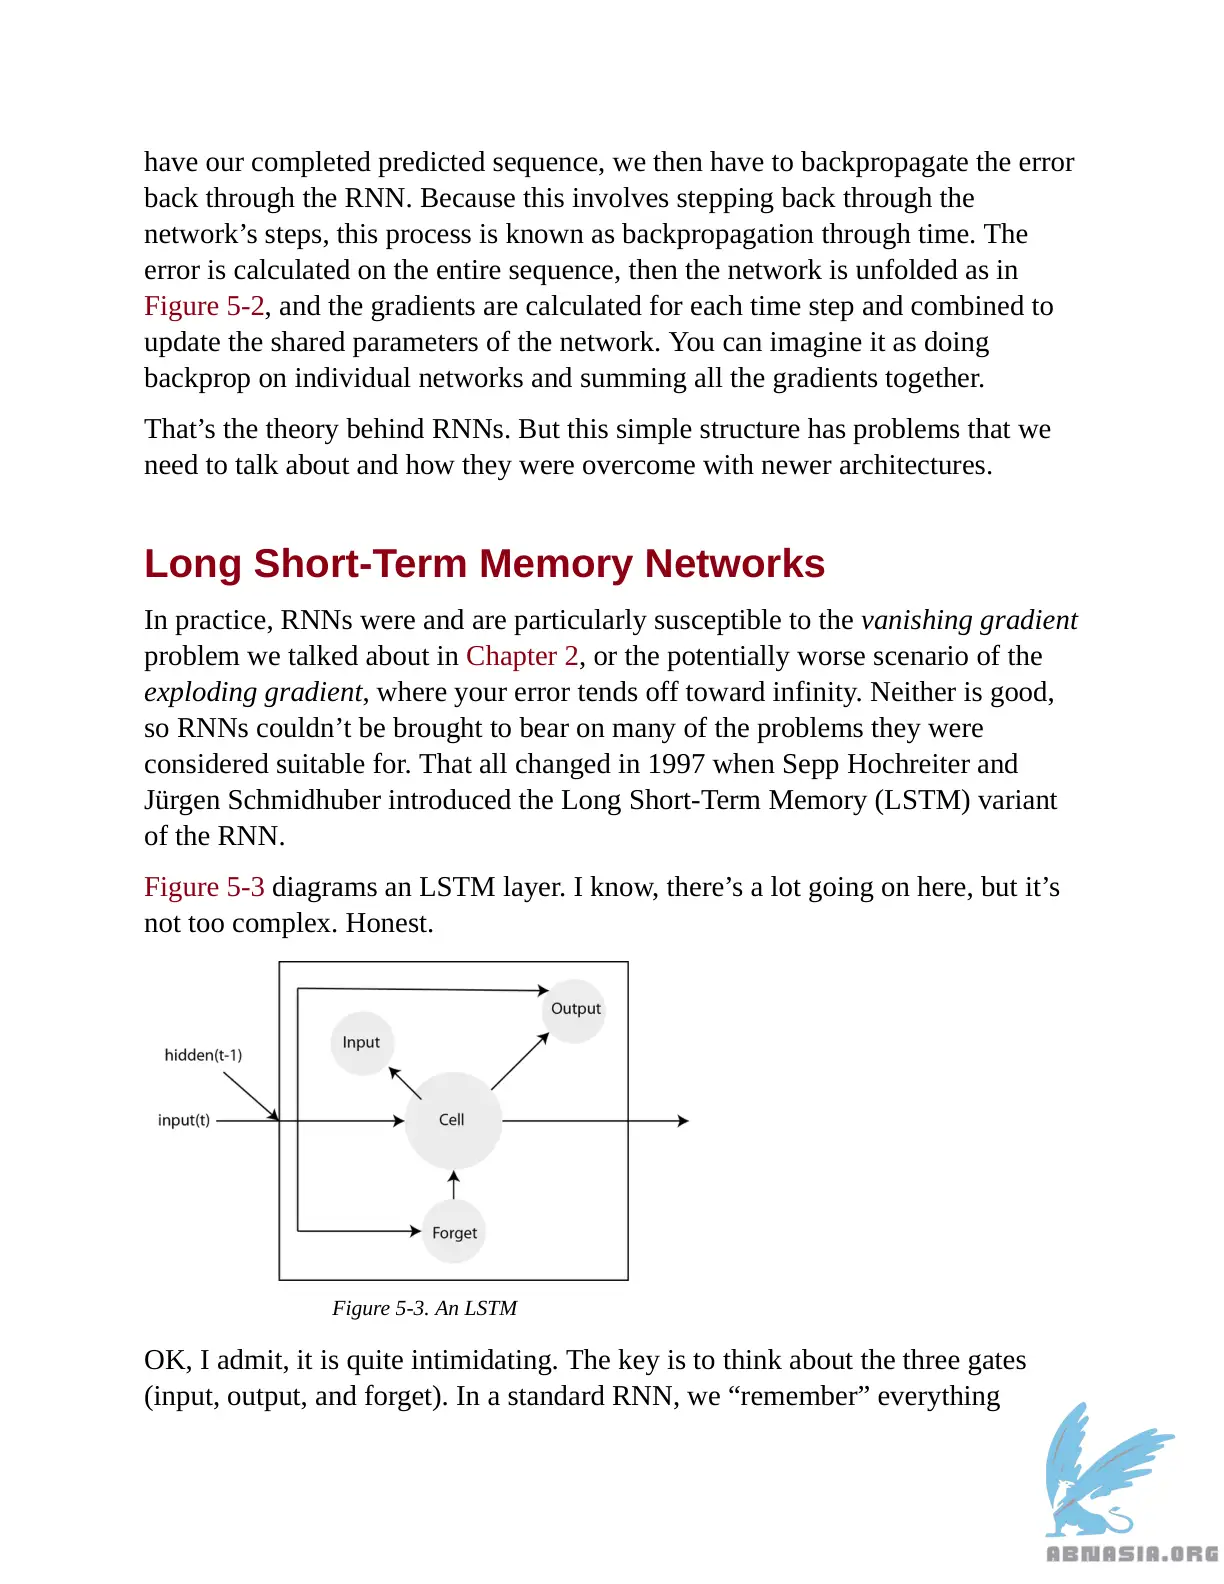 have our completed predicted sequence, we then have to backpropagate the error
back through the RNN. Because this involves stepping back through the
network’s steps, this process is known as backpropagation through time. The
error is calculated on the entire sequence, then the network is unfolded as in
Figure 5-2, and the gradients are calculated for each time step and combined to
update the shared parameters of the network. You can imagine it as doing
backprop on individual networks and summing all the gradients together.
That’s the theory behind RNNs. But this simple structure has problems that we
need to talk about and how they were overcome with newer architectures.
Long Short-Term Memory Networks
In practice, RNNs were and are particularly susceptible to the vanishing gradient
problem we talked about in Chapter 2, or the potentially worse scenario of the
exploding gradient, where your error tends off toward infinity. Neither is good,
so RNNs couldn’t be brought to bear on many of the problems they were
considered suitable for. That all changed in 1997 when Sepp Hochreiter and
Jürgen Schmidhuber introduced the Long Short-Term Memory (LSTM) variant
of the RNN.
Figure 5-3 diagrams an LSTM layer. I know, there’s a lot going on here, but it’s
not too complex. Honest.
Output
Input
hidden(t-1)
input(t)
Cell
Forget
Figure 5-3. An LSTM
OK, I admit, it is quite intimidating. The key is to think about the three gates
(input, output, and forget). In a standard RNN, we “remember” everything
ABNASIA.ORG